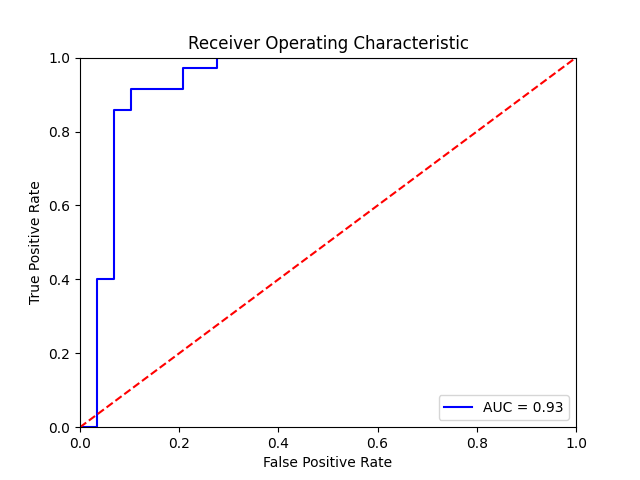 Receiver Operating Characteristic
1.0
0.8
0.6
0.4
0.2
0.0
True Positive Rate
AUC = 0.93
0.0 0.2 0.4 0.6 0.8 1.0
False Positive Rate